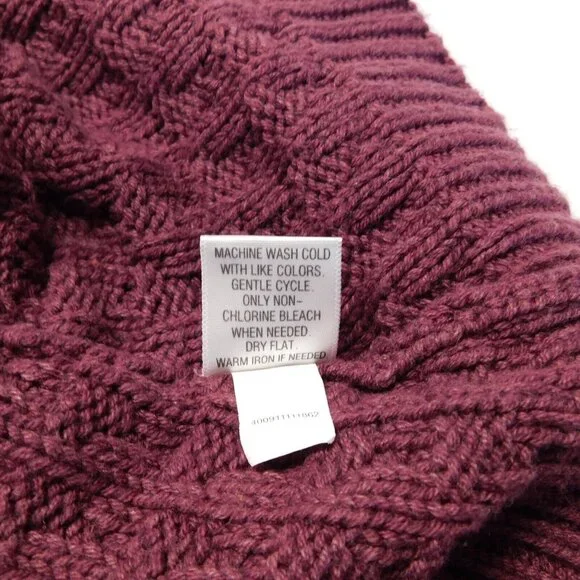 MACHINE WASH COLD
WITH LIKE COLORS.
GENTLE CYCLE.
ONLY NON-
CHLORINE BLEACH
WHEN NEEDED.
DRY FLAT.
WARM IRON IF NEEDED.
400911111862